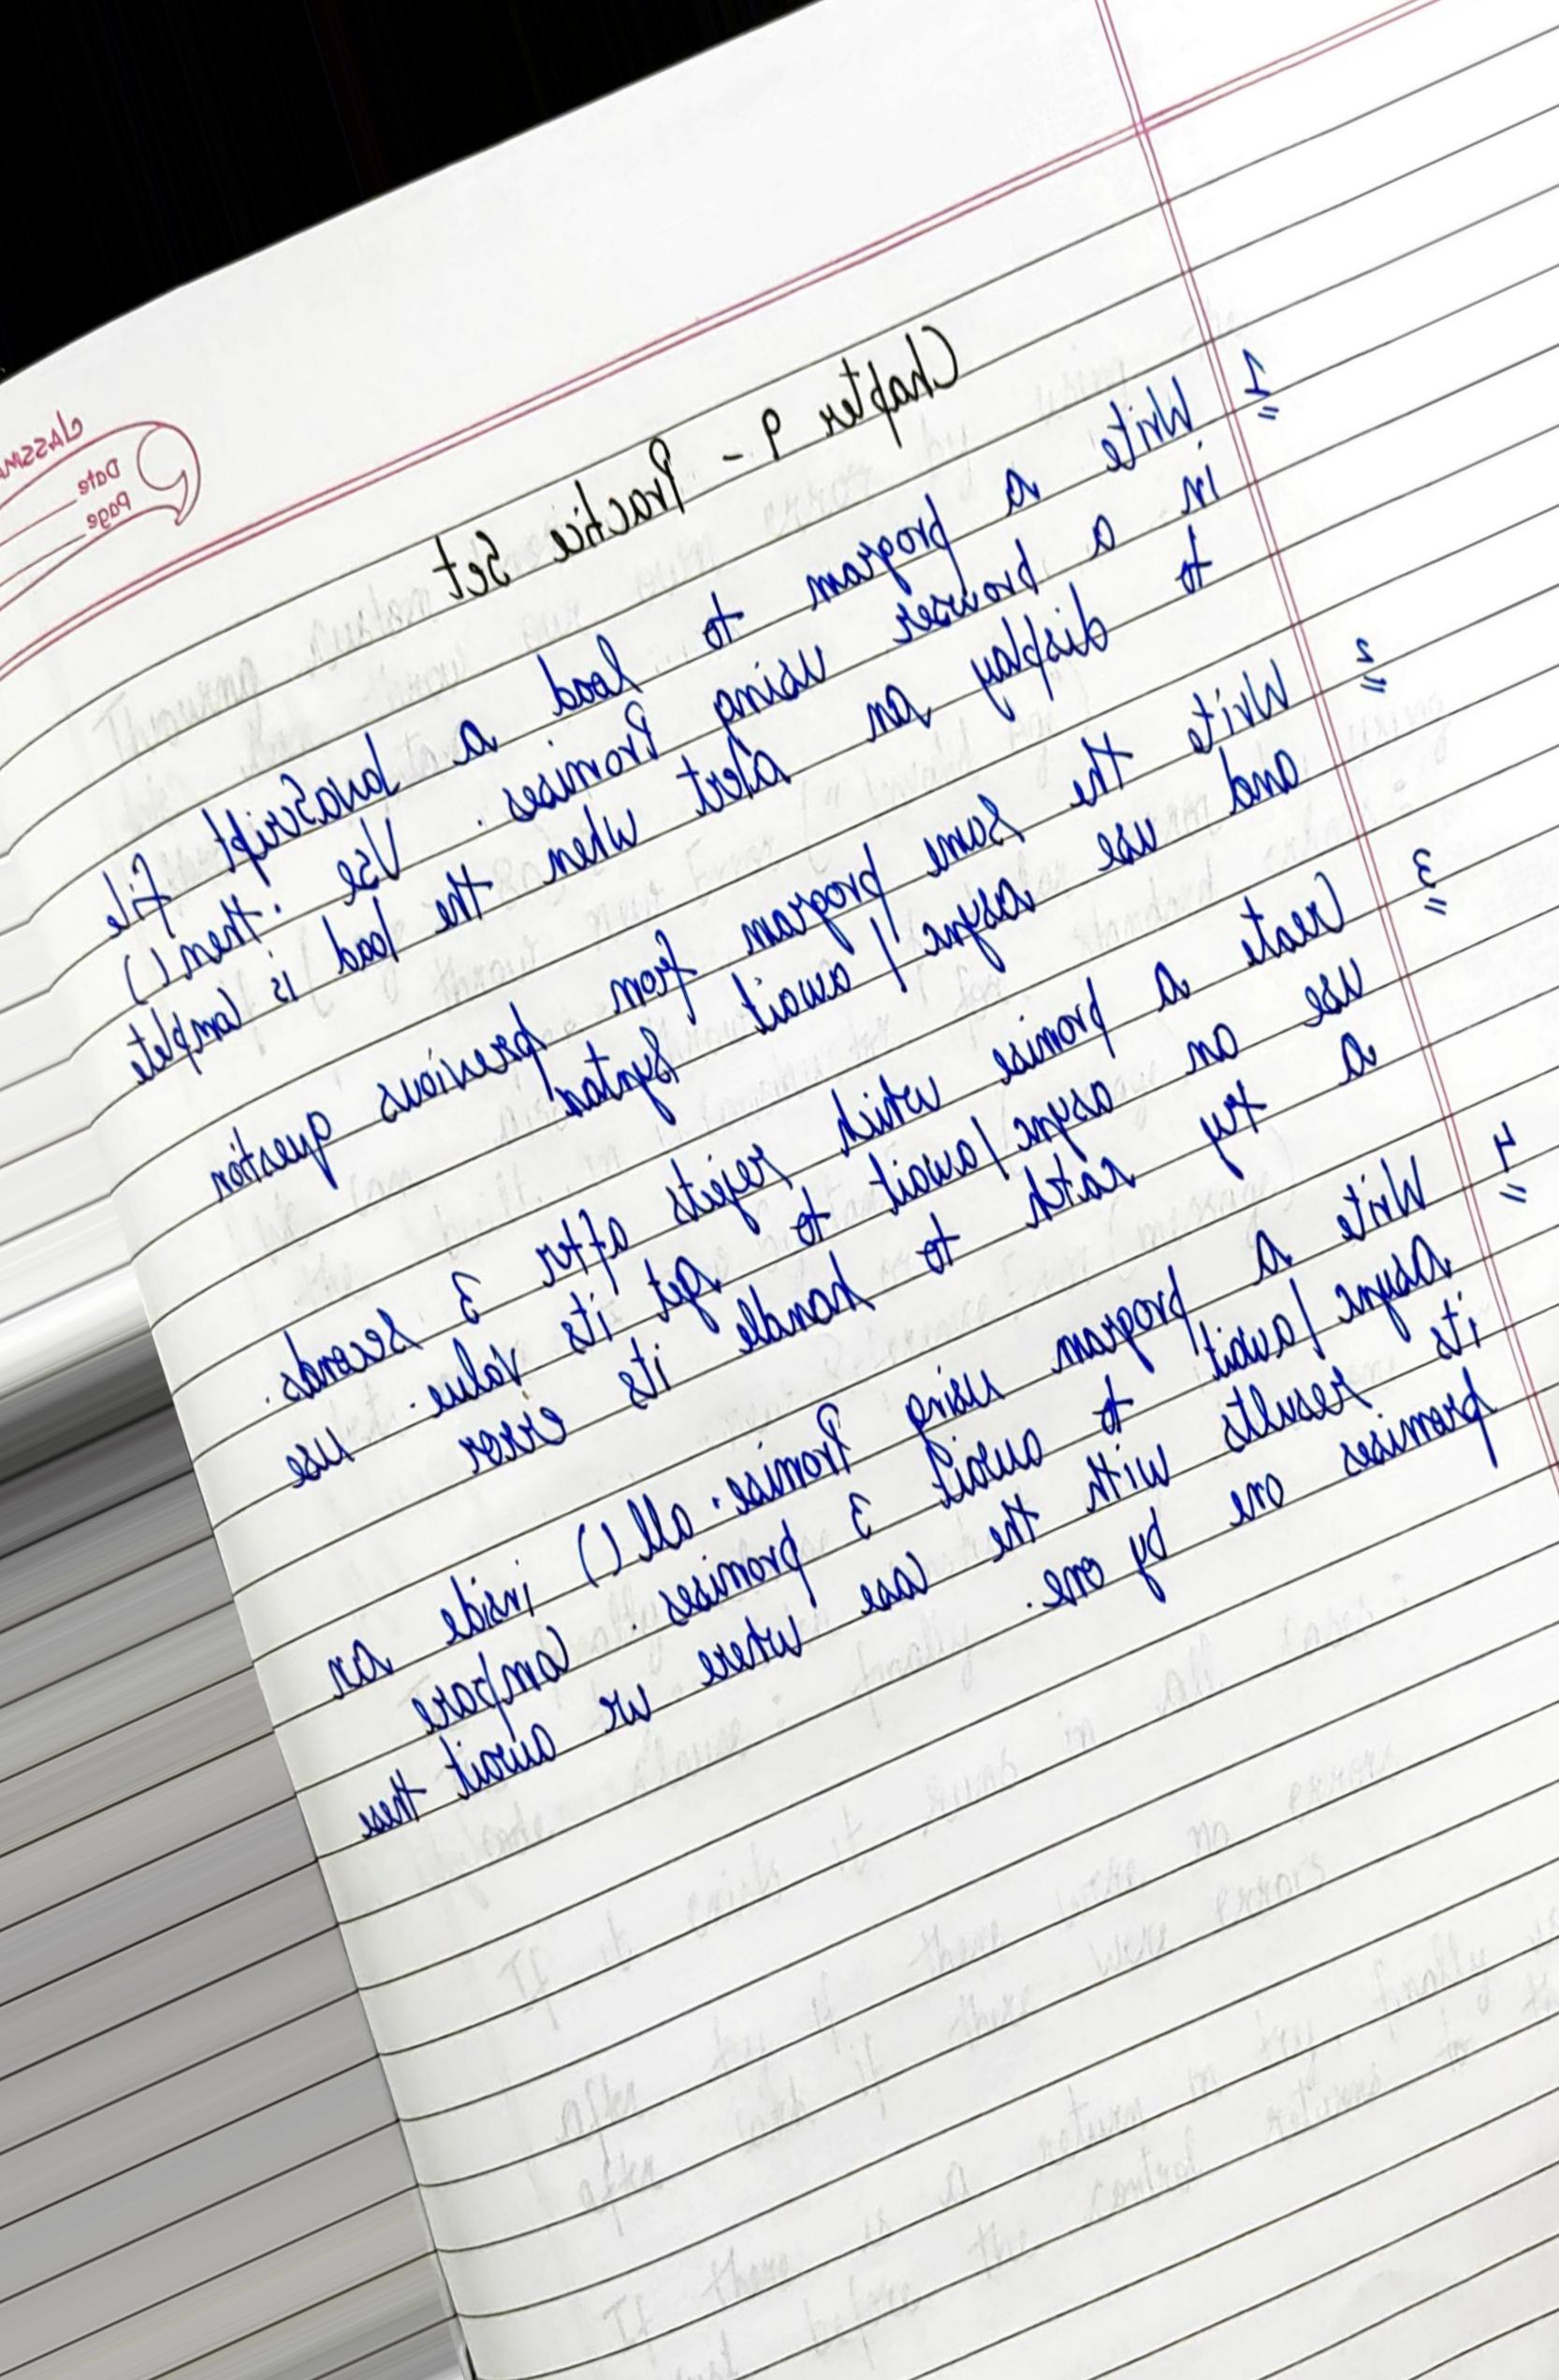 classma
Date
Page
Chapter 9 - Practice Set
1 Write a program to load a JavaScript file
in a browser using Promises. Use .then()
to display an alert when the load is complete
2 Write the same program from previous question
and use async/await Syntax.
3 Create a promise which rejects after 3 seconds.
use an async/await to get its value. use
a try catch to handle its error
4 Write a program using Promise.all() inside an
async/await to await 3 promises. Compare
its results with the case where we await these
promises one by one.